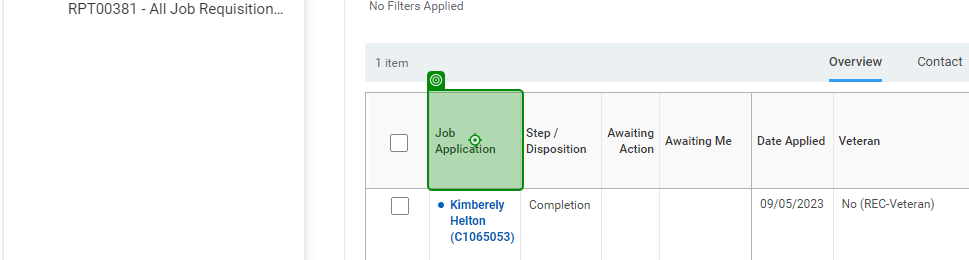 RPT00381 - All Job Requisition...
No Filters Applied
1 item
Overview
Contact
Job
Application
Step /
Disposition
Awaiting
Action
Awaiting Me
Date Applied
Veteran
Kimberely
Helton
(C1065053)
Completion
09/05/2023
No (REC-Veteran)